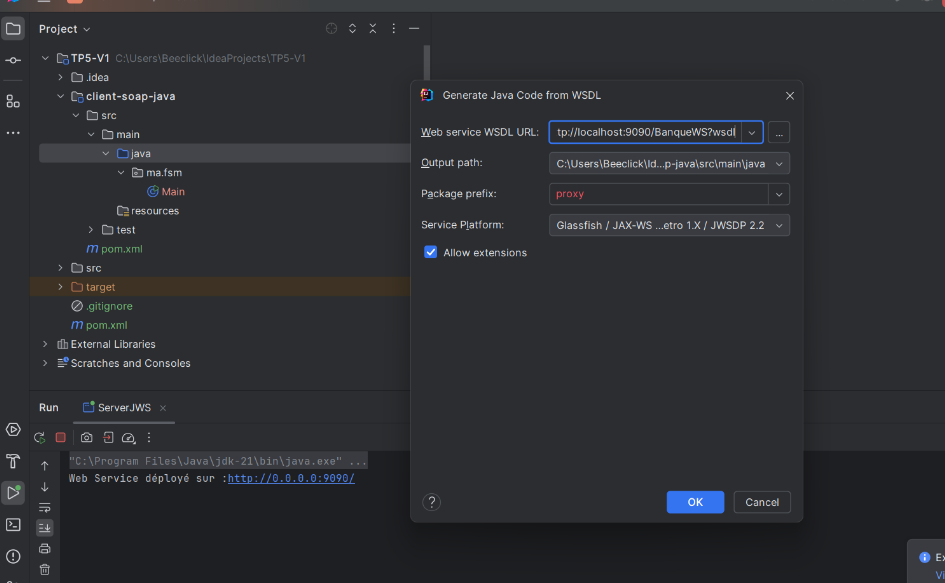 Project
TP5-V1 C:\Users\Beeclick\IdeaProjects\TP5-V1
.idea
client-soap-java
src
main
java
ma.fsm
Main
resources
test
pom.xml
src
target
.gitignore
pom.xml
External Libraries
Scratches and Consoles
Generate Java Code from WSDL
Web service WSDL URL: tp://localhost:9090/BanqueWS?wsdl ...
Output path: C:\Users\Beeclick\Id...p-java\src\main\java
Package prefix: proxy
Service Platform: Glassfish / JAX-WS ...etro 1.X / JWSDP 2.2
Allow extensions
? OK Cancel
Run ServerJWS
"C:\Program Files\Java\jdk-21\bin\java.exe" ...
Web Service déployé sur :http://0.0.0.0:9090/